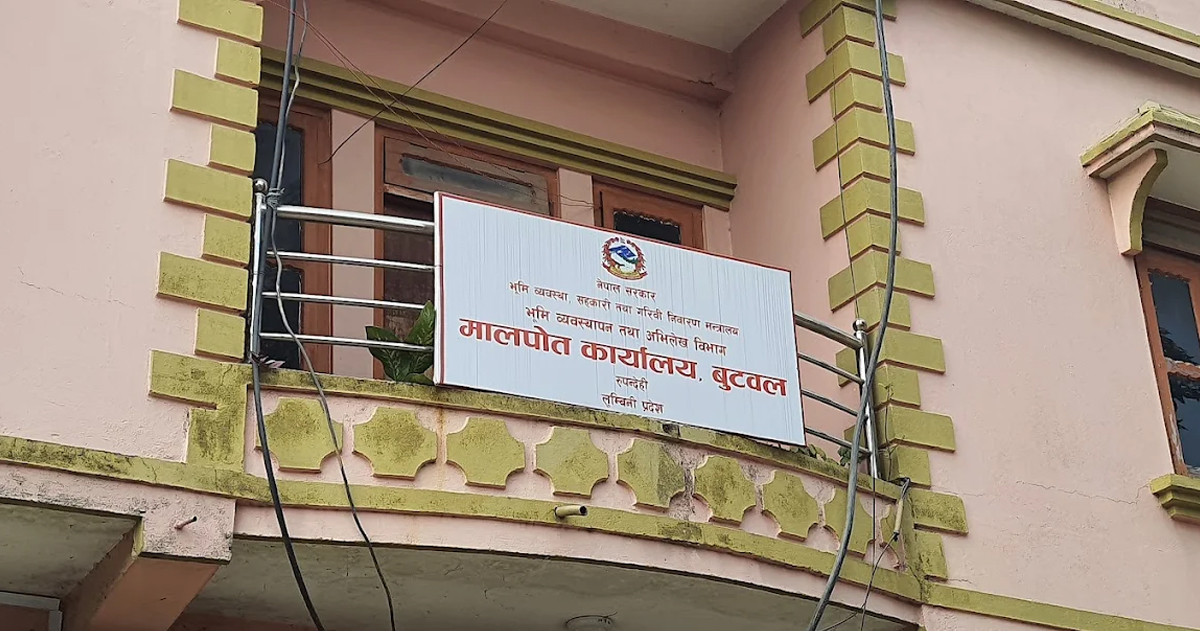 नेपाल सरकार
भूमि व्यवस्था, सहकारी तथा गरिवी निवारण मन्त्रालय
भूमि व्यवस्थापन तथा अभिलेख विभाग
मालपोत कार्यालय, बुटवल
रुपन्देही
लुम्बिनी प्रदेश